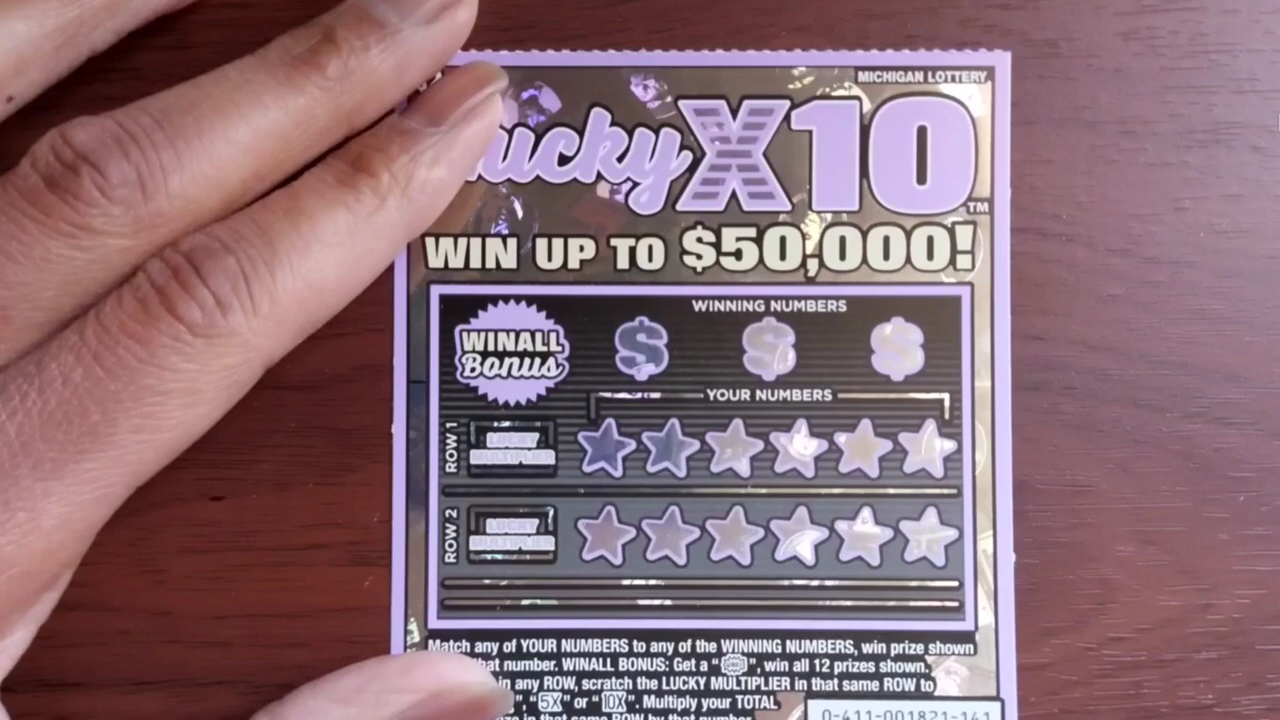 MICHIGAN LOTTERY
Lucky X10™
WIN UP TO $50,000!
WINNING NUMBERS
WINALL
Bonus
$ $ $
YOUR NUMBERS
ROW 1
LUCKY
MULTIPLIER
ROW 2
LUCKY
MULTIPLIER
Match any of YOUR NUMBERS to any of the WINNING NUMBERS, win prize shown
that number. WINALL BONUS: Get a " ", win all 12 prizes shown.
in any ROW, scratch the LUCKY MULTIPLIER in that same ROW to
", "5X" or "10X". Multiply your TOTAL
in that same ROW by that number
0-411-001821-141